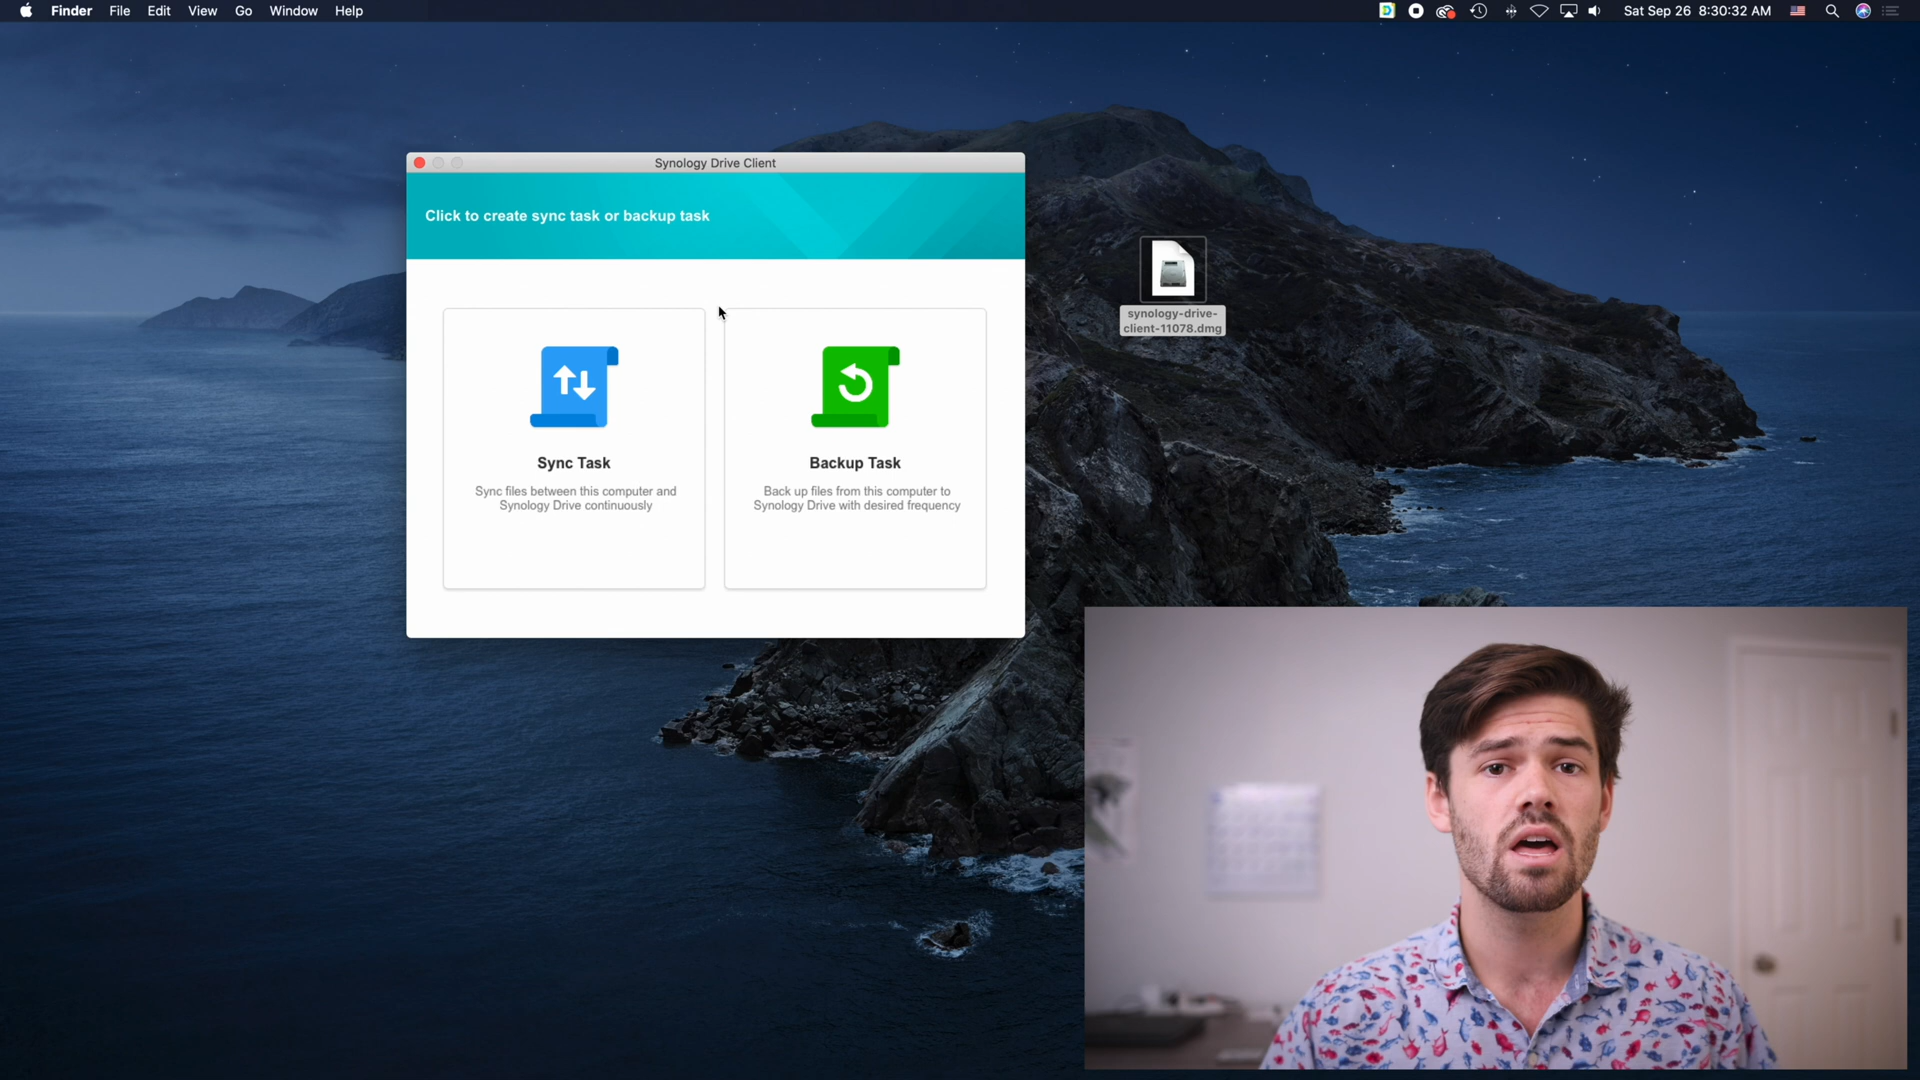 Finder File Edit View Go Window Help
Sat Sep 26 8:30:32 AM
Synology Drive Client
Click to create sync task or backup task
synology-drive-
client-11078.dmg
Sync Task
Sync files between this computer and
Synology Drive continuously
Backup Task
Back up files from this computer to
Synology Drive with desired frequency